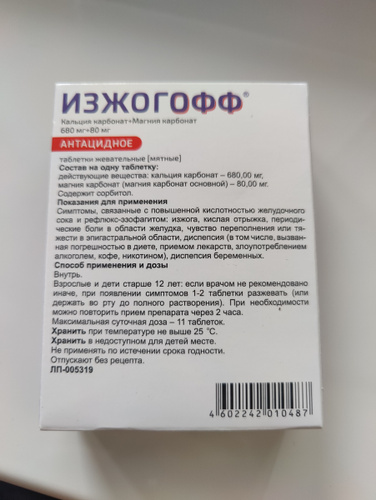 ИЗЖОГОФФ®
Кальция карбонат+Магния карбонат
680 мг+80 мг
АНТАЦИДНОЕ
таблетки жевательные [мятные]
Состав на одну таблетку:
действующие вещества: кальция карбонат – 680,00 мг,
магния карбонат (магния карбонат основной) – 80,00 мг.
Содержит сорбитол.
Показания для применения
Симптомы, связанные с повышенной кислотностью желудочного
сока и рефлюкс-эзофагитом: изжога, кислая отрыжка, периоди-
ческие боли в области желудка, чувство переполнения или тя-
жести в эпигастральной области, диспепсия (в том числе, вызван-
ная погрешностью в диете, приемом лекарств, злоупотреблением
алкоголем, кофе, никотином), диспепсия беременных.
Способ применения и дозы
Внутрь.
Взрослые и дети старше 12 лет: если врачом не рекомендовано
иначе, при появлении симптомов 1-2 таблетки разжевать (или
держать во рту до полного растворения). При необходимости
можно повторить прием препарата через 2 часа.
Максимальная суточная доза – 11 таблеток.
Хранить при температуре не выше 25 °С.
Хранить в недоступном для детей месте.
Не применять по истечении срока годности.
Отпускают без рецепта.
ЛП-005319
4 602242 010487